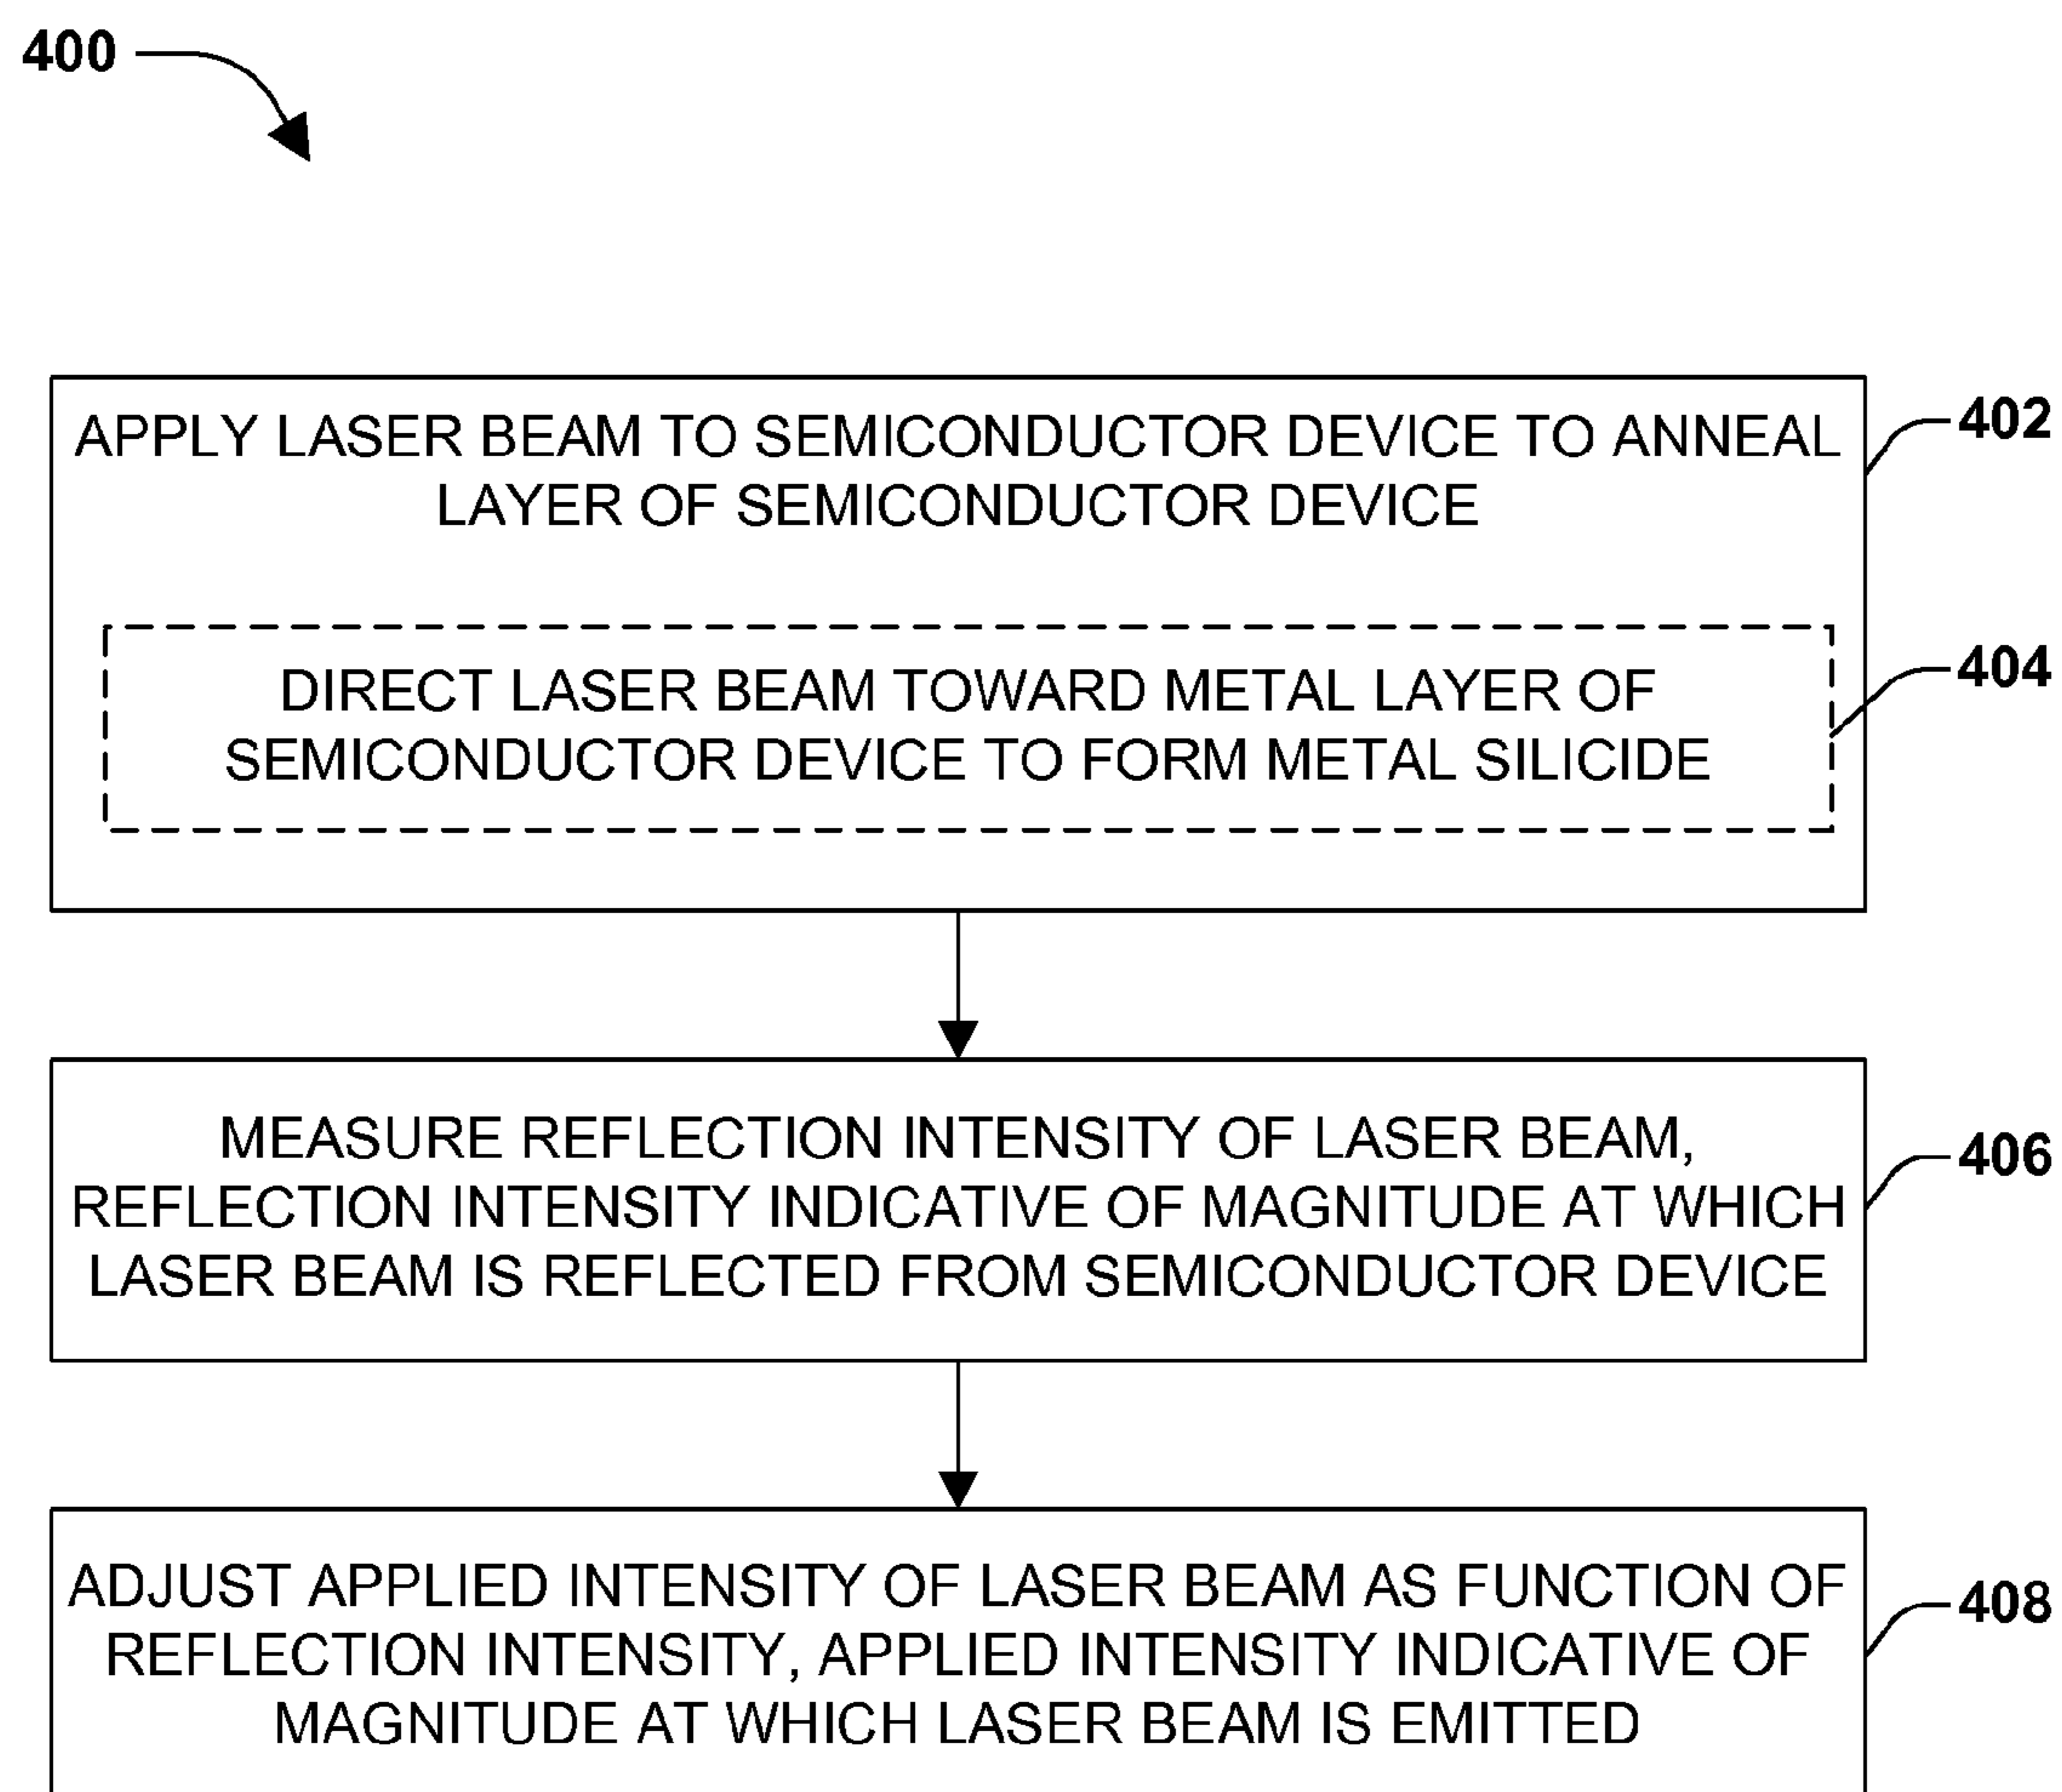 400
APPLY LASER BEAM TO SEMICONDUCTOR DEVICE TO ANNEAL
LAYER OF SEMICONDUCTOR DEVICE
402
DIRECT LASER BEAM TOWARD METAL LAYER OF
SEMICONDUCTOR DEVICE TO FORM METAL SILICIDE
404
MEASURE REFLECTION INTENSITY OF LASER BEAM,
REFLECTION INTENSITY INDICATIVE OF MAGNITUDE AT WHICH
LASER BEAM IS REFLECTED FROM SEMICONDUCTOR DEVICE
406
ADJUST APPLIED INTENSITY OF LASER BEAM AS FUNCTION OF
REFLECTION INTENSITY, APPLIED INTENSITY INDICATIVE OF
MAGNITUDE AT WHICH LASER BEAM IS EMITTED
408